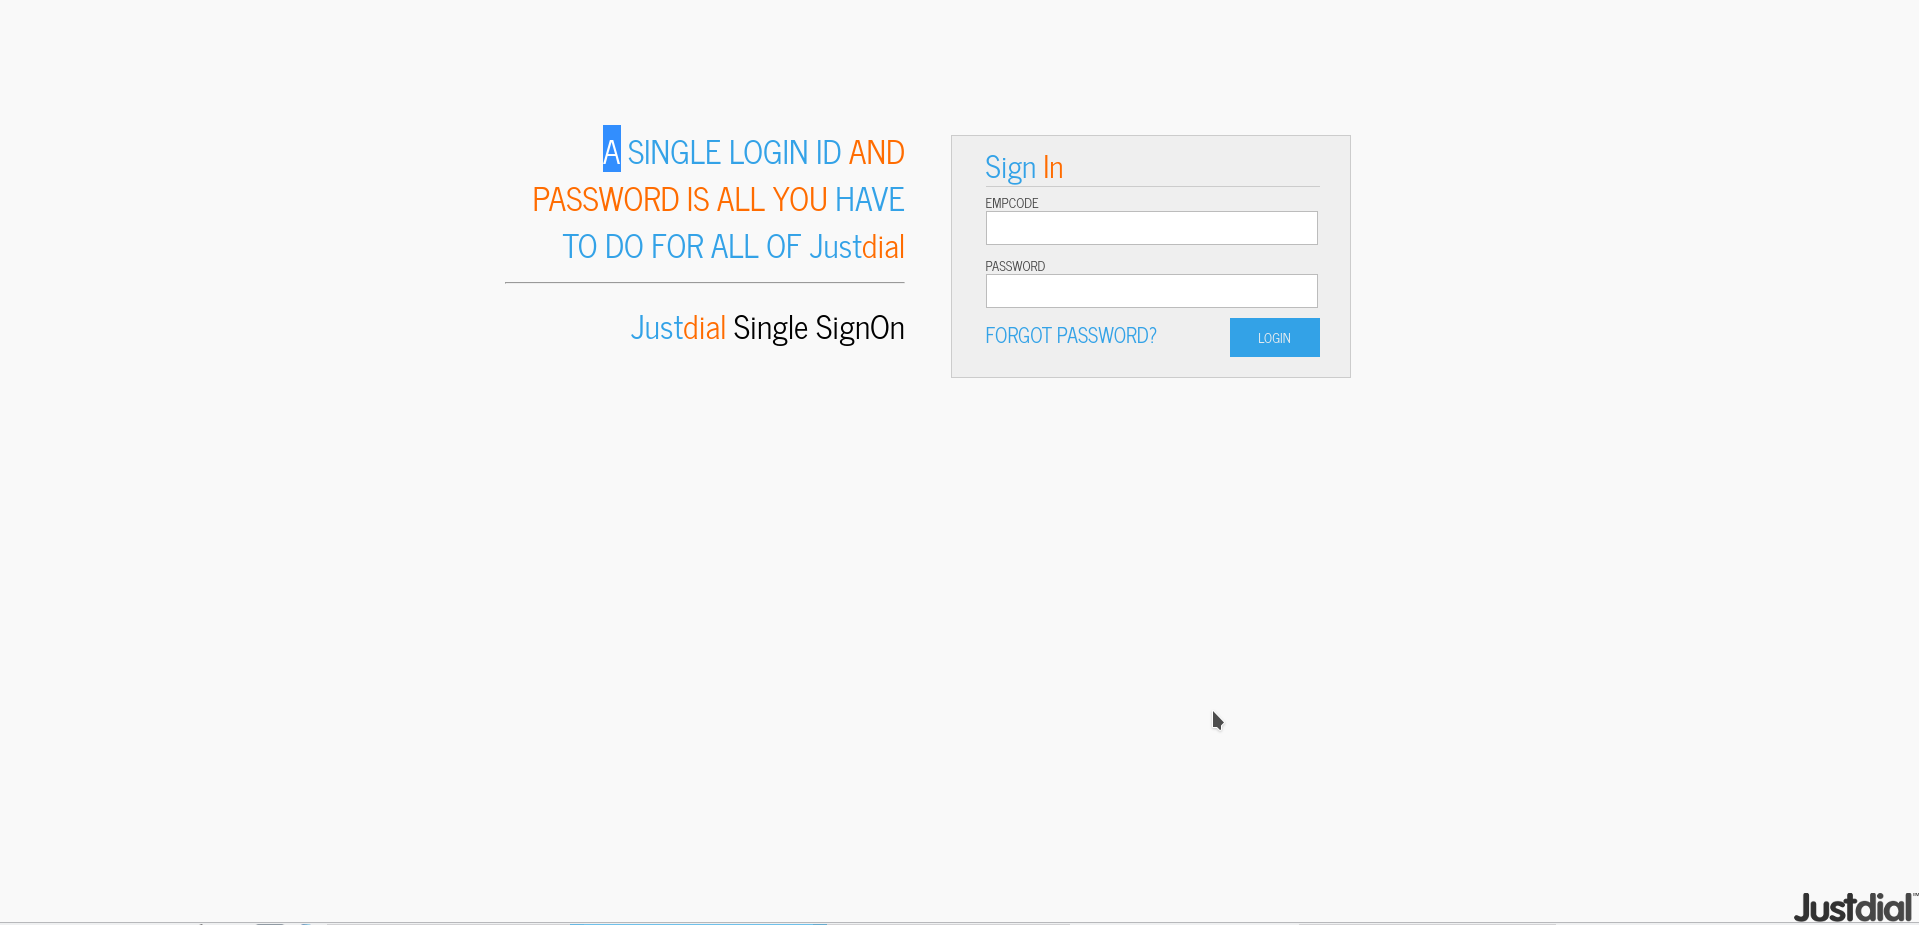 A SINGLE LOGIN ID AND
PASSWORD IS ALL YOU HAVE
TO DO FOR ALL OF Justdial
Justdial Single SignOn
Sign In
EMPCODE
PASSWORD
FORGOT PASSWORD?
LOGIN
Justdial™